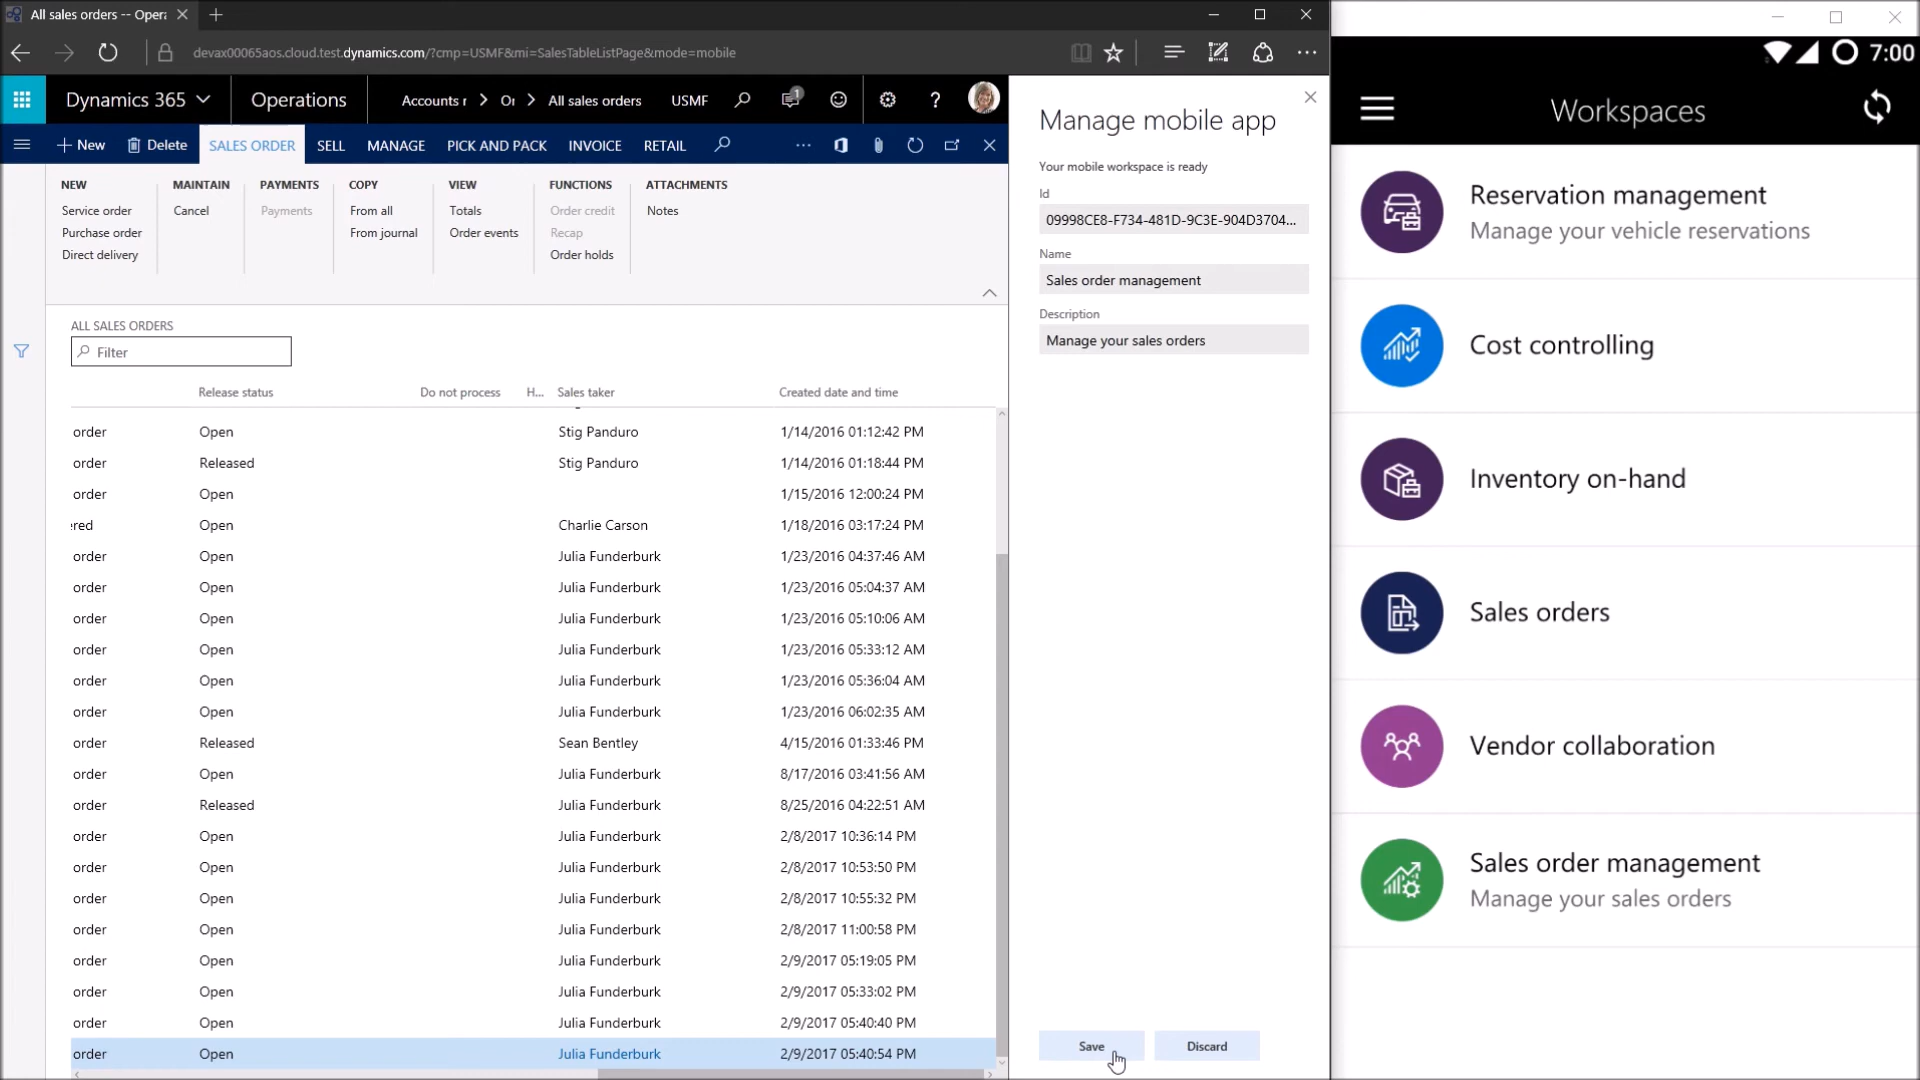 All sales orders -- Opera
devax00065aos.cloud.test.dynamics.com/?cmp=USMF&mi=SalesTableListPage&mode=mobile
Dynamics 365 Operations Accounts r > Or > All sales orders USMF 1 ?
+ New Delete SALES ORDER SELL MANAGE PICK AND PACK INVOICE RETAIL
NEW MAINTAIN PAYMENTS COPY VIEW FUNCTIONS ATTACHMENTS
Service order Cancel Payments From all Totals Order credit Notes
Purchase order From journal Order events Recap
Direct delivery Order holds
ALL SALES ORDERS
Filter
Release status Do not process H... Sales taker Created date and time
order Open Stig Panduro 1/14/2016 01:12:42 PM
order Released Stig Panduro 1/14/2016 01:18:44 PM
order Open 1/15/2016 12:00:24 PM
ered Open Charlie Carson 1/18/2016 03:17:24 PM
order Open Julia Funderburk 1/23/2016 04:37:46 AM
order Open Julia Funderburk 1/23/2016 05:04:37 AM
order Open Julia Funderburk 1/23/2016 05:10:06 AM
order Open Julia Funderburk 1/23/2016 05:33:12 AM
order Open Julia Funderburk 1/23/2016 05:36:04 AM
order Open Julia Funderburk 1/23/2016 06:02:35 AM
order Released Sean Bentley 4/15/2016 01:33:46 PM
order Open Julia Funderburk 8/17/2016 03:41:56 AM
order Released Julia Funderburk 8/25/2016 04:22:51 AM
order Open Julia Funderburk 2/8/2017 10:36:14 PM
order Open Julia Funderburk 2/8/2017 10:53:50 PM
order Open Julia Funderburk 2/8/2017 10:55:32 PM
order Open Julia Funderburk 2/8/2017 11:00:58 PM
order Open Julia Funderburk 2/9/2017 05:19:05 PM
order Open Julia Funderburk 2/9/2017 05:33:02 PM
order Open Julia Funderburk 2/9/2017 05:40:40 PM
order Open Julia Funderburk 2/9/2017 05:40:54 PM
Manage mobile app
Your mobile workspace is ready
Id
09998CE8-F734-481D-9C3E-904D3704...
Name
Sales order management
Description
Manage your sales orders
Save Discard
7:00
Workspaces
Reservation management
Manage your vehicle reservations
Cost controlling
Inventory on-hand
Sales orders
Vendor collaboration
Sales order management
Manage your sales orders